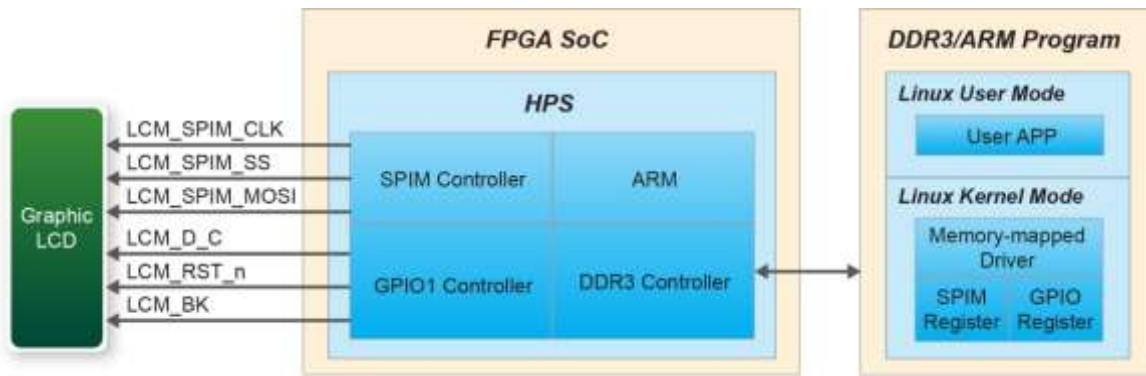 FPGA SoC
HPS
SPIM Controller
ARM
GPIO1 Controller
DDR3 Controller
Graphic
LCD
LCM_SPIM_CLK
LCM_SPIM_SS
LCM_SPIM_MOSI
LCM_D_C
LCM_RST_n
LCM_BK
DDR3/ARM Program
Linux User Mode
User APP
Linux Kernel Mode
Memory-mapped
Driver
SPIM
Register
GPIO
Register